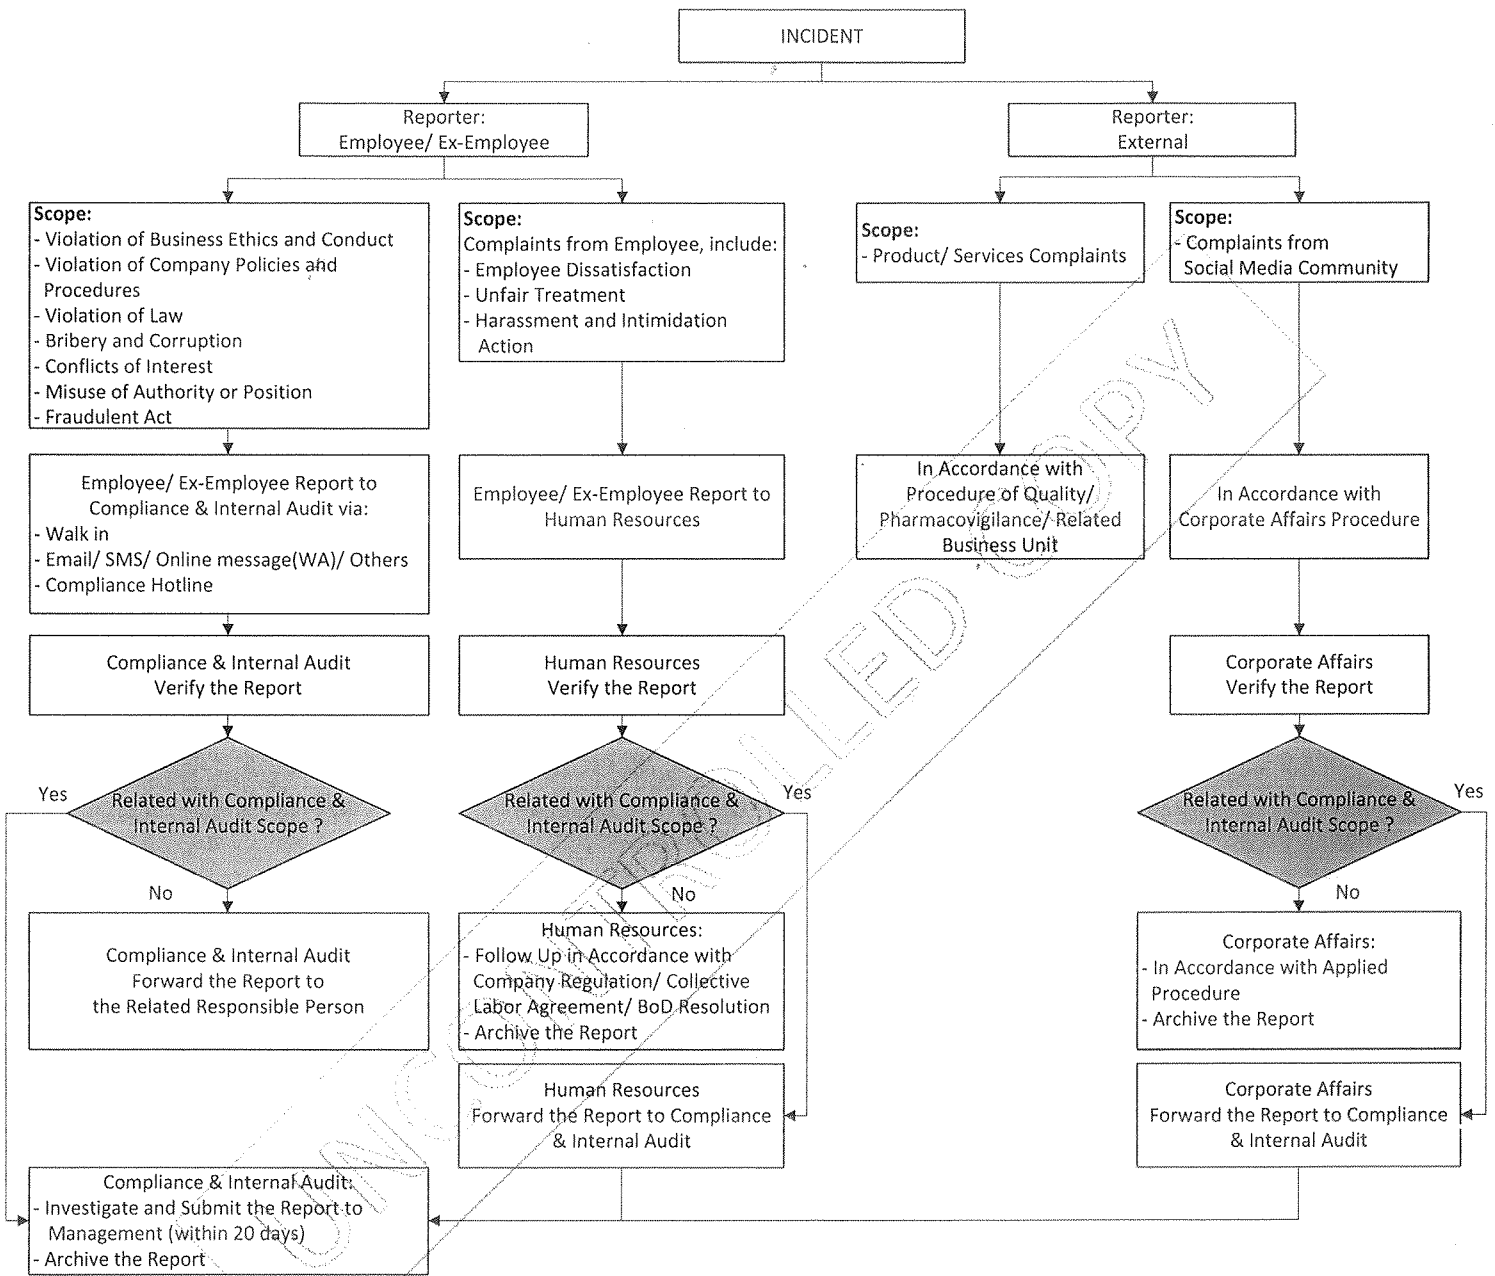 INCIDENT
Reporter:
Employee/ Ex-Employee
Reporter:
External
Scope:
- Violation of Business Ethics and Conduct
- Violation of Company Policies and
Procedures
- Violation of Law
- Bribery and Corruption
- Conflicts of Interest
- Misuse of Authority or Position
- Fraudulent Act
Scope:
Complaints from Employee, include:
- Employee Dissatisfaction
- Unfair Treatment
- Harassment and Intimidation
Action
Scope:
- Product/ Services Complaints
Scope:
- Complaints from
Social Media Community
Employee/ Ex-Employee Report to
Compliance & Internal Audit via:
- Walk in
- Email/ SMS/ Online message(WA)/ Others
- Compliance Hotline
Employee/ Ex-Employee Report to
Human Resources
In Accordance with
Procedure of Quality/
Pharmacovigilance/ Related
Business Unit
In Accordance with
Corporate Affairs Procedure
Compliance & Internal Audit
Verify the Report
Human Resources
Verify the Report
Corporate Affairs
Verify the Report
Yes
Related with Compliance &
Internal Audit Scope ?
No
Related with Compliance &
Internal Audit Scope ?
Yes
No
Related with Compliance &
Internal Audit Scope ?
Yes
No
Compliance & Internal Audit
Forward the Report to
the Related Responsible Person
Human Resources:
- Follow Up in Accordance with
Company Regulation/ Collective
Labor Agreement/ BoD Resolution
- Archive the Report
Corporate Affairs:
- In Accordance with Applied
Procedure
- Archive the Report
Human Resources
Forward the Report to Compliance
& Internal Audit
Corporate Affairs
Forward the Report to Compliance
& Internal Audit
Compliance & Internal Audit:
- Investigate and Submit the Report to
Management (within 20 days)
- Archive the Report
UNCONTROLLED COPY